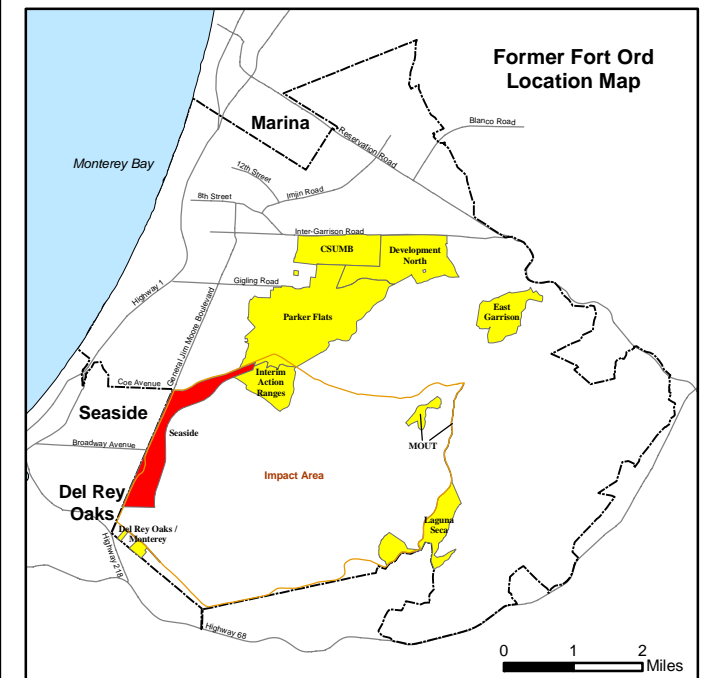 Former Fort Ord
Location Map
Marina
Blanco Road
Reservation Road
Monterey Bay
12th Street
Imjin Road
8th Street
Inter-Garrison Road
CSUMB
Development
North
Gigling Road
Highway 1
General Jim Moore Boulevard
East
Garrison
Parker Flats
Interim
Action
Ranges
Coe Avenue
Seaside
Seaside
Broadway Avenue
MOUT
Impact Area
Del Rey
Oaks
Laguna
Seca
Del Rey Oaks /
Monterey
Highway 218
Highway 68
0 1 2
Miles